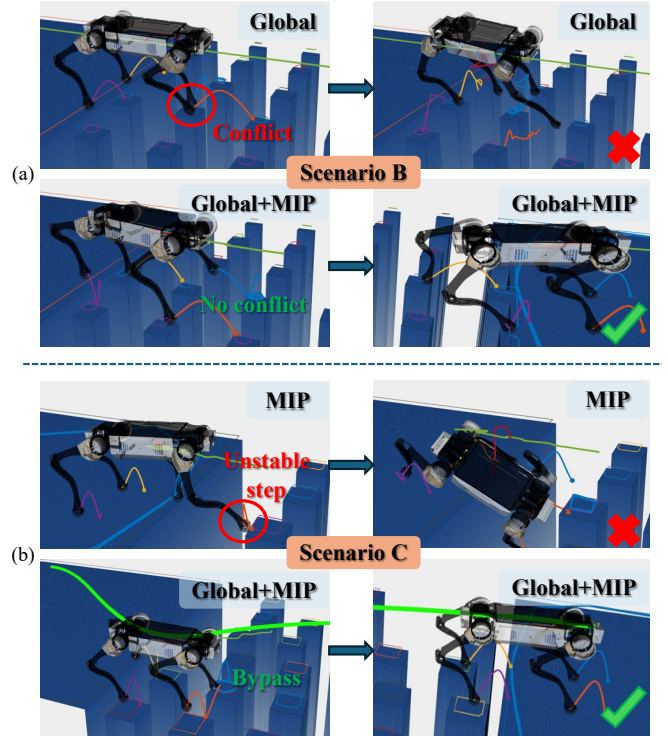 Global
Global
Conflict
(a)
Scenario B
Global+MIP
Global+MIP
No conflict
MIP
MIP
Unstable
step
(b)
Scenario C
Global+MIP
Global+MIP
Bypass